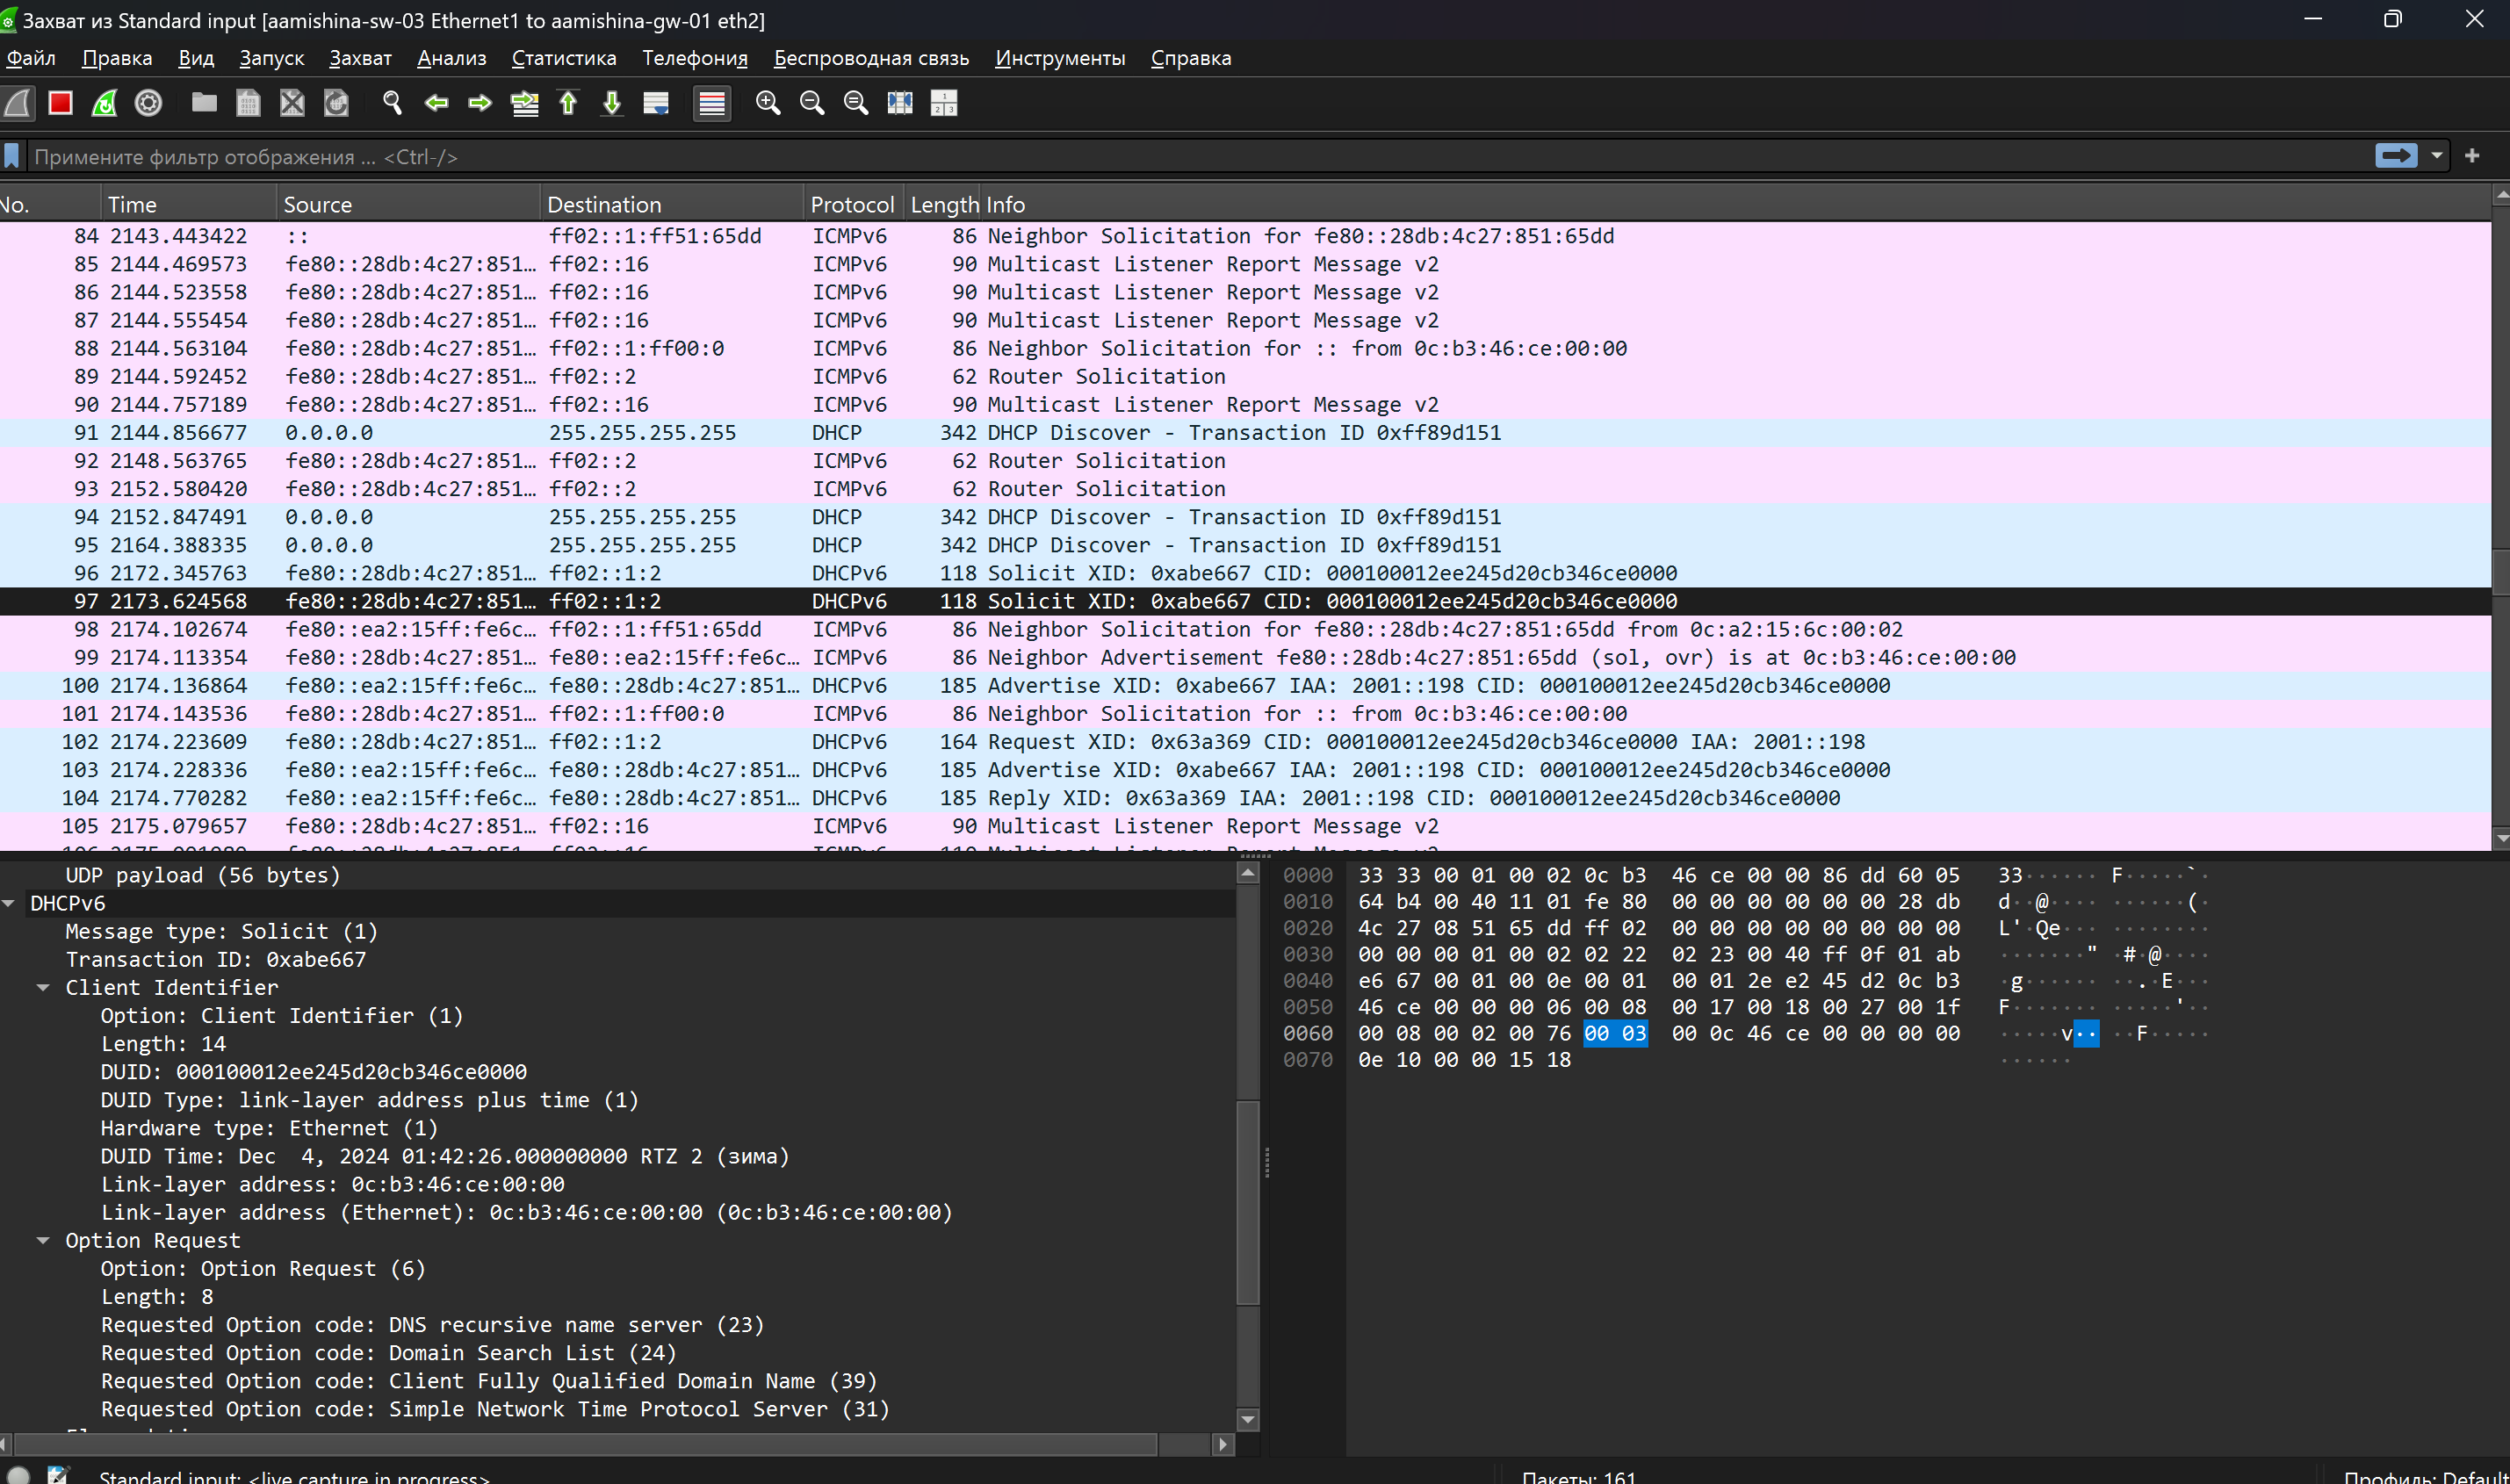 Захват из Standard input [aamishina-sw-03 Ethernet1 to aamishina-gw-01 eth2]
Файл Правка Вид Запуск Захват Анализ Статистика Телефония Беспроводная связь Инструменты Справка
Примените фильтр отображения ... <Ctrl-/>
No. Time Source Destination Protocol Length Info
84 2143.443422 :: ff02::1:ff51:65dd ICMPv6 86 Neighbor Solicitation for fe80::28db:4c27:851:65dd
85 2144.469573 fe80::28db:4c27:851… ff02::16 ICMPv6 90 Multicast Listener Report Message v2
86 2144.523558 fe80::28db:4c27:851… ff02::16 ICMPv6 90 Multicast Listener Report Message v2
87 2144.555454 fe80::28db:4c27:851… ff02::16 ICMPv6 90 Multicast Listener Report Message v2
88 2144.563104 fe80::28db:4c27:851… ff02::1:ff00:0 ICMPv6 86 Neighbor Solicitation for :: from 0c:b3:46:ce:00:00
89 2144.592452 fe80::28db:4c27:851… ff02::2 ICMPv6 62 Router Solicitation
90 2144.757189 fe80::28db:4c27:851… ff02::16 ICMPv6 90 Multicast Listener Report Message v2
91 2144.856677 0.0.0.0 255.255.255.255 DHCP 342 DHCP Discover - Transaction ID 0xff89d151
92 2148.563765 fe80::28db:4c27:851… ff02::2 ICMPv6 62 Router Solicitation
93 2152.580420 fe80::28db:4c27:851… ff02::2 ICMPv6 62 Router Solicitation
94 2152.847491 0.0.0.0 255.255.255.255 DHCP 342 DHCP Discover - Transaction ID 0xff89d151
95 2164.388335 0.0.0.0 255.255.255.255 DHCP 342 DHCP Discover - Transaction ID 0xff89d151
96 2172.345763 fe80::28db:4c27:851… ff02::1:2 DHCPv6 118 Solicit XID: 0xabe667 CID: 000100012ee245d20cb346ce0000
97 2173.624568 fe80::28db:4c27:851… ff02::1:2 DHCPv6 118 Solicit XID: 0xabe667 CID: 000100012ee245d20cb346ce0000
98 2174.102674 fe80::ea2:15ff:fe6c… ff02::1:ff51:65dd ICMPv6 86 Neighbor Solicitation for fe80::28db:4c27:851:65dd from 0c:a2:15:6c:00:02
99 2174.113354 fe80::28db:4c27:851… fe80::ea2:15ff:fe6c… ICMPv6 86 Neighbor Advertisement fe80::28db:4c27:851:65dd (sol, ovr) is at 0c:b3:46:ce:00:00
100 2174.136864 fe80::ea2:15ff:fe6c… fe80::28db:4c27:851… DHCPv6 185 Advertise XID: 0xabe667 IAA: 2001::198 CID: 000100012ee245d20cb346ce0000
101 2174.143536 fe80::28db:4c27:851… ff02::1:ff00:0 ICMPv6 86 Neighbor Solicitation for :: from 0c:b3:46:ce:00:00
102 2174.223609 fe80::28db:4c27:851… ff02::1:2 DHCPv6 164 Request XID: 0x63a369 CID: 000100012ee245d20cb346ce0000 IAA: 2001::198
103 2174.228336 fe80::ea2:15ff:fe6c… fe80::28db:4c27:851… DHCPv6 185 Advertise XID: 0xabe667 IAA: 2001::198 CID: 000100012ee245d20cb346ce0000
104 2174.770282 fe80::ea2:15ff:fe6c… fe80::28db:4c27:851… DHCPv6 185 Reply XID: 0x63a369 IAA: 2001::198 CID: 000100012ee245d20cb346ce0000
105 2175.079657 fe80::28db:4c27:851… ff02::16 ICMPv6 90 Multicast Listener Report Message v2
UDP payload (56 bytes)
DHCPv6
Message type: Solicit (1)
Transaction ID: 0xabe667
Client Identifier
Option: Client Identifier (1)
Length: 14
DUID: 000100012ee245d20cb346ce0000
DUID Type: link-layer address plus time (1)
Hardware type: Ethernet (1)
DUID Time: Dec  4, 2024 01:42:26.000000000 RTZ 2 (зима)
Link-layer address: 0c:b3:46:ce:00:00
Link-layer address (Ethernet): 0c:b3:46:ce:00:00 (0c:b3:46:ce:00:00)
Option Request
Option: Option Request (6)
Length: 8
Requested Option code: DNS recursive name server (23)
Requested Option code: Domain Search List (24)
Requested Option code: Client Fully Qualified Domain Name (39)
Requested Option code: Simple Network Time Protocol Server (31)
0000 33 33 00 01 00 02 0c b3 46 ce 00 00 86 dd 60 05 33······ F·····`·
0010 64 b4 00 40 11 01 fe 80 00 00 00 00 00 00 28 db d··@···· ······(·
0020 4c 27 08 51 65 dd ff 02 00 00 00 00 00 00 00 00 L'·Qe··· ········
0030 00 00 00 01 00 02 02 22 02 23 00 40 ff 0f 01 ab ·······" ·#·@····
0040 e6 67 00 01 00 0e 00 01 00 01 2e e2 45 d2 0c b3 ·g······ ··.·E···
0050 46 ce 00 00 00 06 00 08 00 17 00 18 00 27 00 1f F······· ·····'··
0060 00 08 00 02 00 76 00 03 00 0c 46 ce 00 00 00 00 ·····v·· ··F·····
0070 0e 10 00 00 15 18 ······
Standard input: <live capture in progress>
Пакеты: 161
Профиль: Default